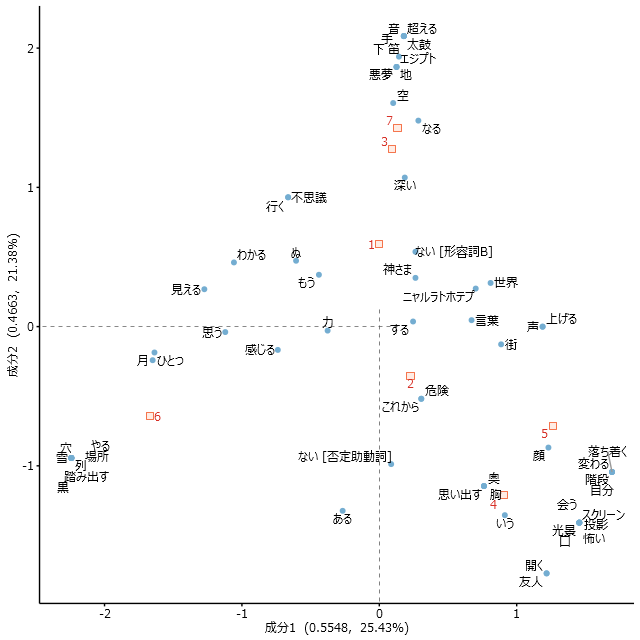 音 超える
手 太鼓
下 笛
エジプト
悪夢 地
空
7
なる
3
深い
不思議
行く
1
わかる
ぬ
ない [形容詞B]
もう
神さま
見える
世界
ニャルラトホテプ
力
する
言葉
声
上げる
思う
感じる
街
月
ひとつ
2
危険
これから
6
5
穴
やる
雪
場所
列
踏み出す
黒
ない [否定助動詞]
顔
落ち着く
変わる
階段
自分
奥
思い出す
胸
4
会う
ある
いう
スクリーン
投影
光景
口
怖い
開く
友人
2
1
0
-1
-2
-1
0
1
成分1 (0.5548, 25.43%)
成分2 (0.4663, 21.38%)